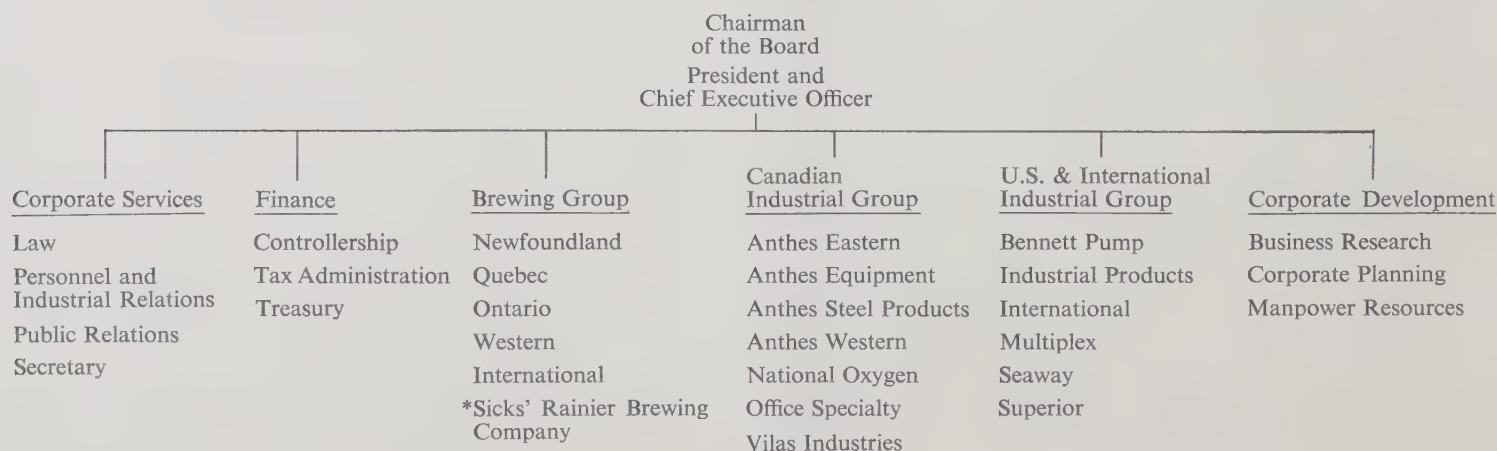 Chairman
of the Board
President and
Chief Executive Officer
Corporate Services
Law
Personnel and
Industrial Relations
Public Relations
Secretary
Finance
Controllership
Tax Administration
Treasury
Brewing Group
Newfoundland
Quebec
Ontario
Western
International
*Sicks' Rainier Brewing
Company
Canadian
Industrial Group
Anthes Eastern
Anthes Equipment
Anthes Steel Products
Anthes Western
National Oxygen
Office Specialty
Vilas Industries
U.S. & International
Industrial Group
Bennett Pump
Industrial Products
International
Multiplex
Seaway
Superior
Corporate Development
Business Research
Corporate Planning
Manpower Resources